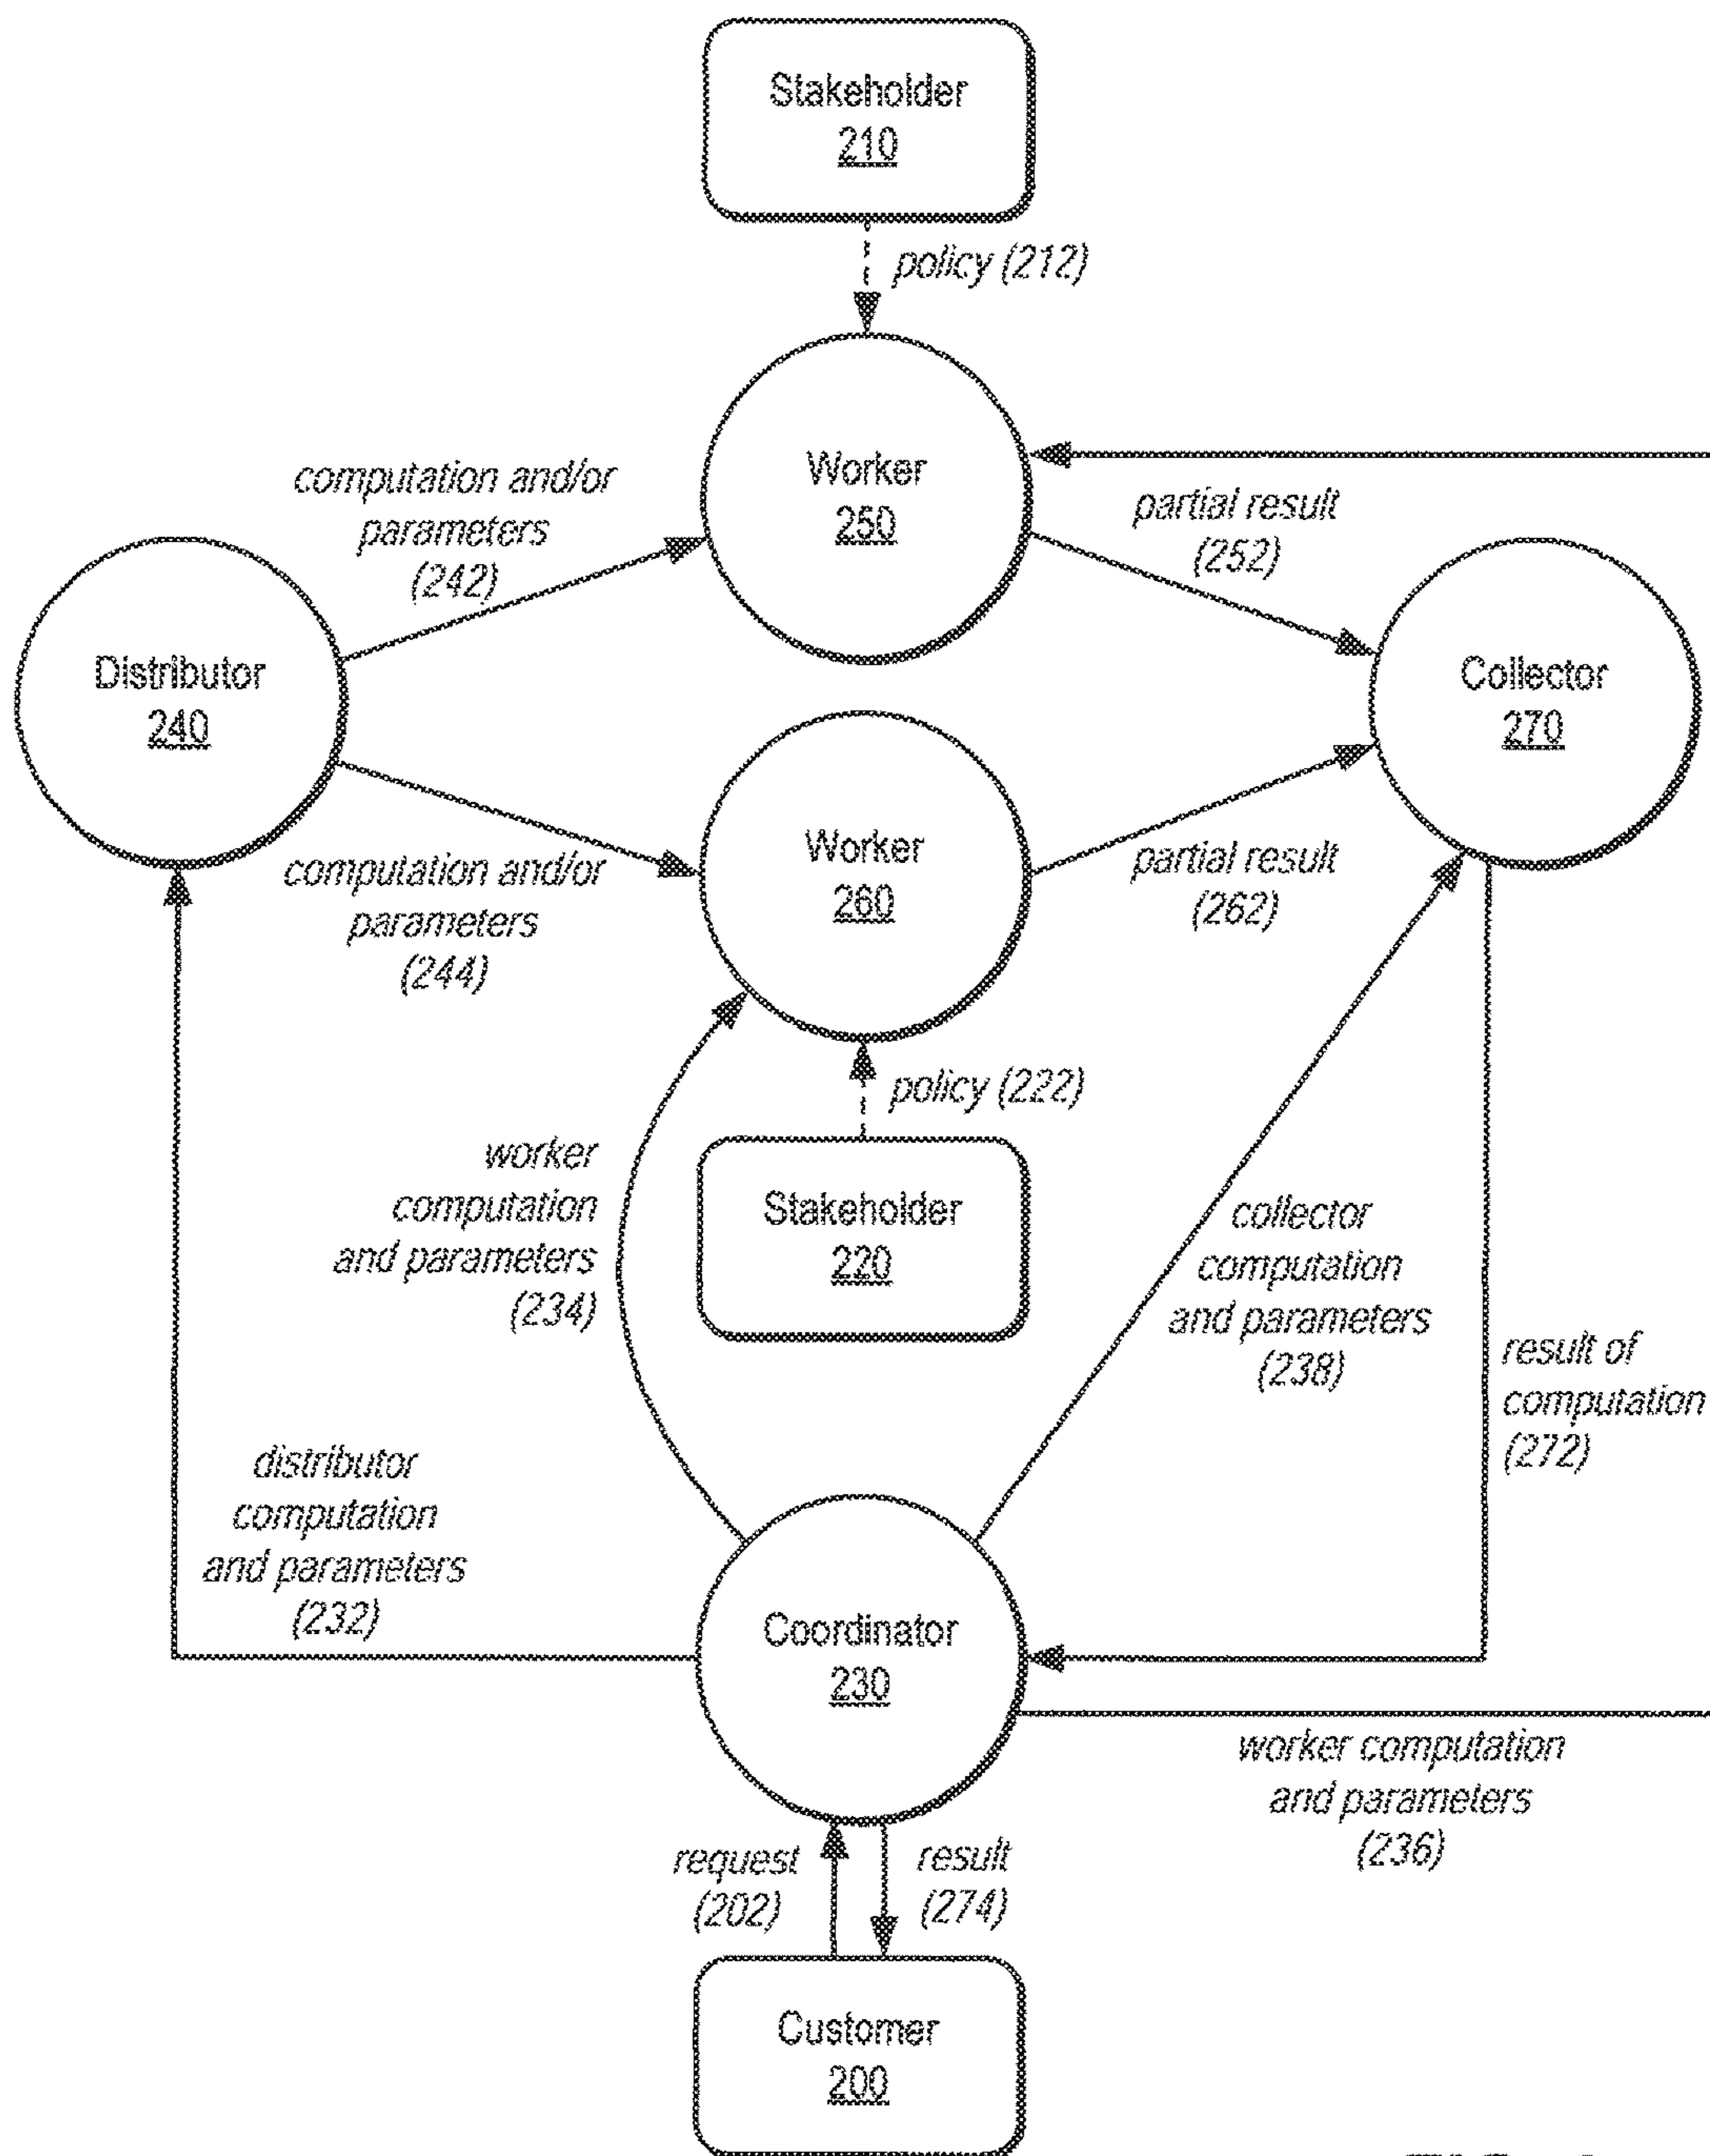 Stakeholder
210
policy (212)
Worker
250
computation and/or
parameters
(242)
partial result
(252)
Distributor
240
Collector
270
Worker
260
computation and/or
parameters
(244)
partial result
(262)
policy (222)
Stakeholder
220
worker
computation
and parameters
(234)
collector
computation
and parameters
(238)
result of
computation
(272)
distributor
computation
and parameters
(232)
Coordinator
230
worker computation
and parameters
(236)
request
(202)
result
(274)
Customer
200